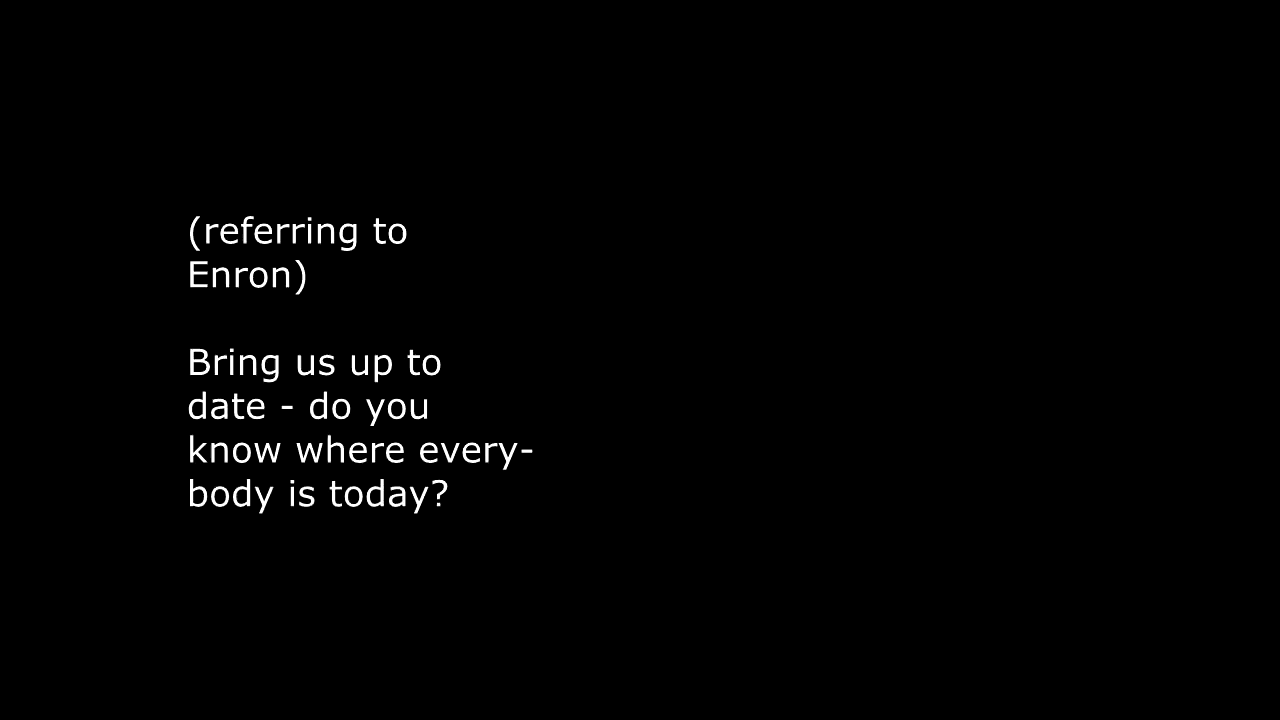 (referring to
Enron)
Bring us up to
date - do you
know where every-
body is today?